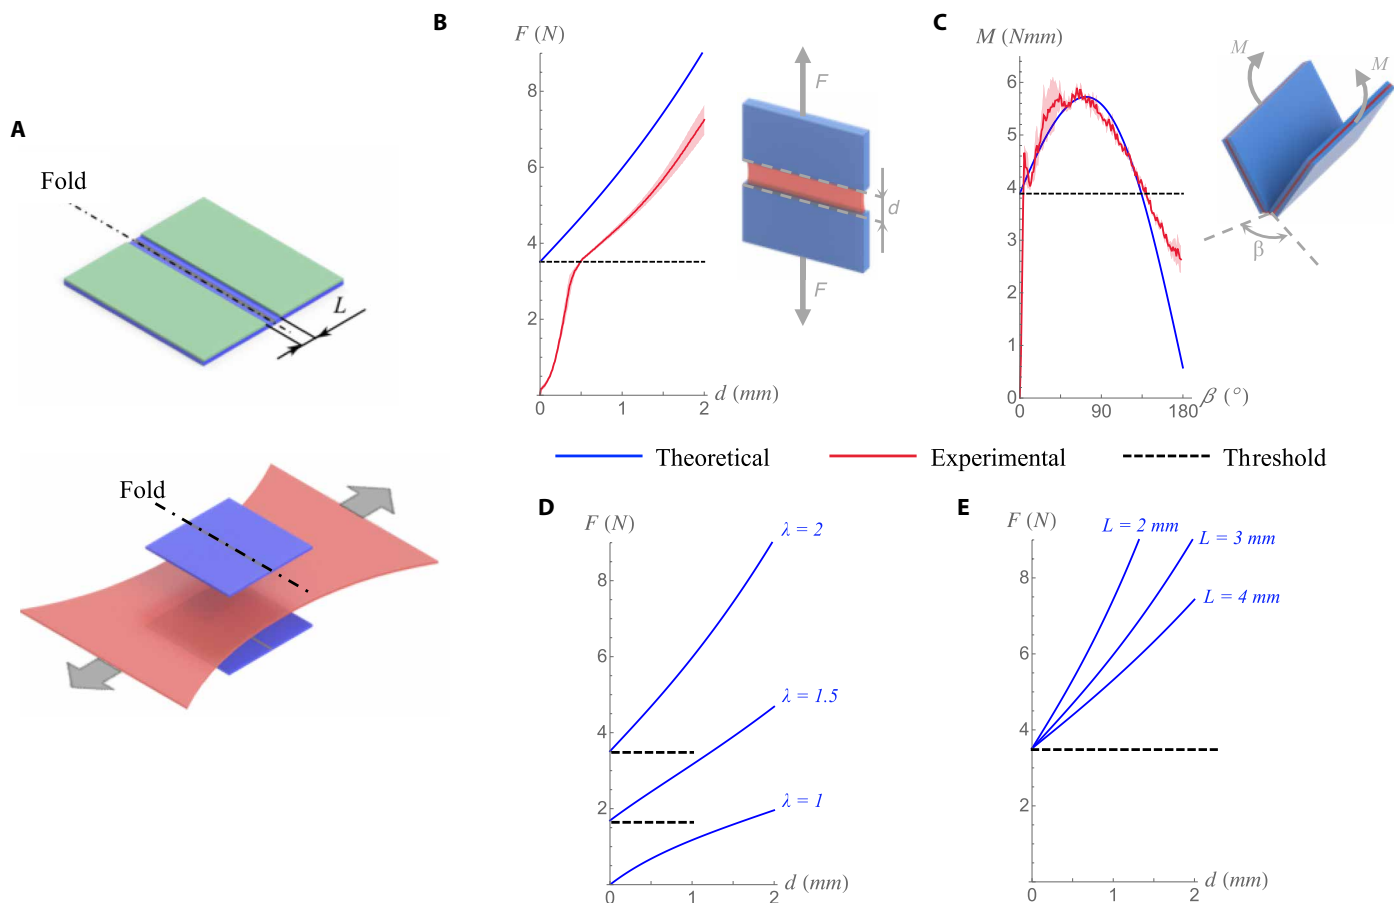 A
Fold
L
Fold
B
F (N)
8
6
4
2
0
1
2
d (mm)
F
d
F
C
M (Nmm)
6
5
4
3
2
1
0
0
90
180
β (°)
M
M
β
Theoretical
Experimental
Threshold
D
F (N)
8
6
4
2
0
0
1
2
d (mm)
λ = 2
λ = 1.5
λ = 1
E
F (N)
8
6
4
2
0
0
1
2
d (mm)
L = 2 mm
L = 3 mm
L = 4 mm